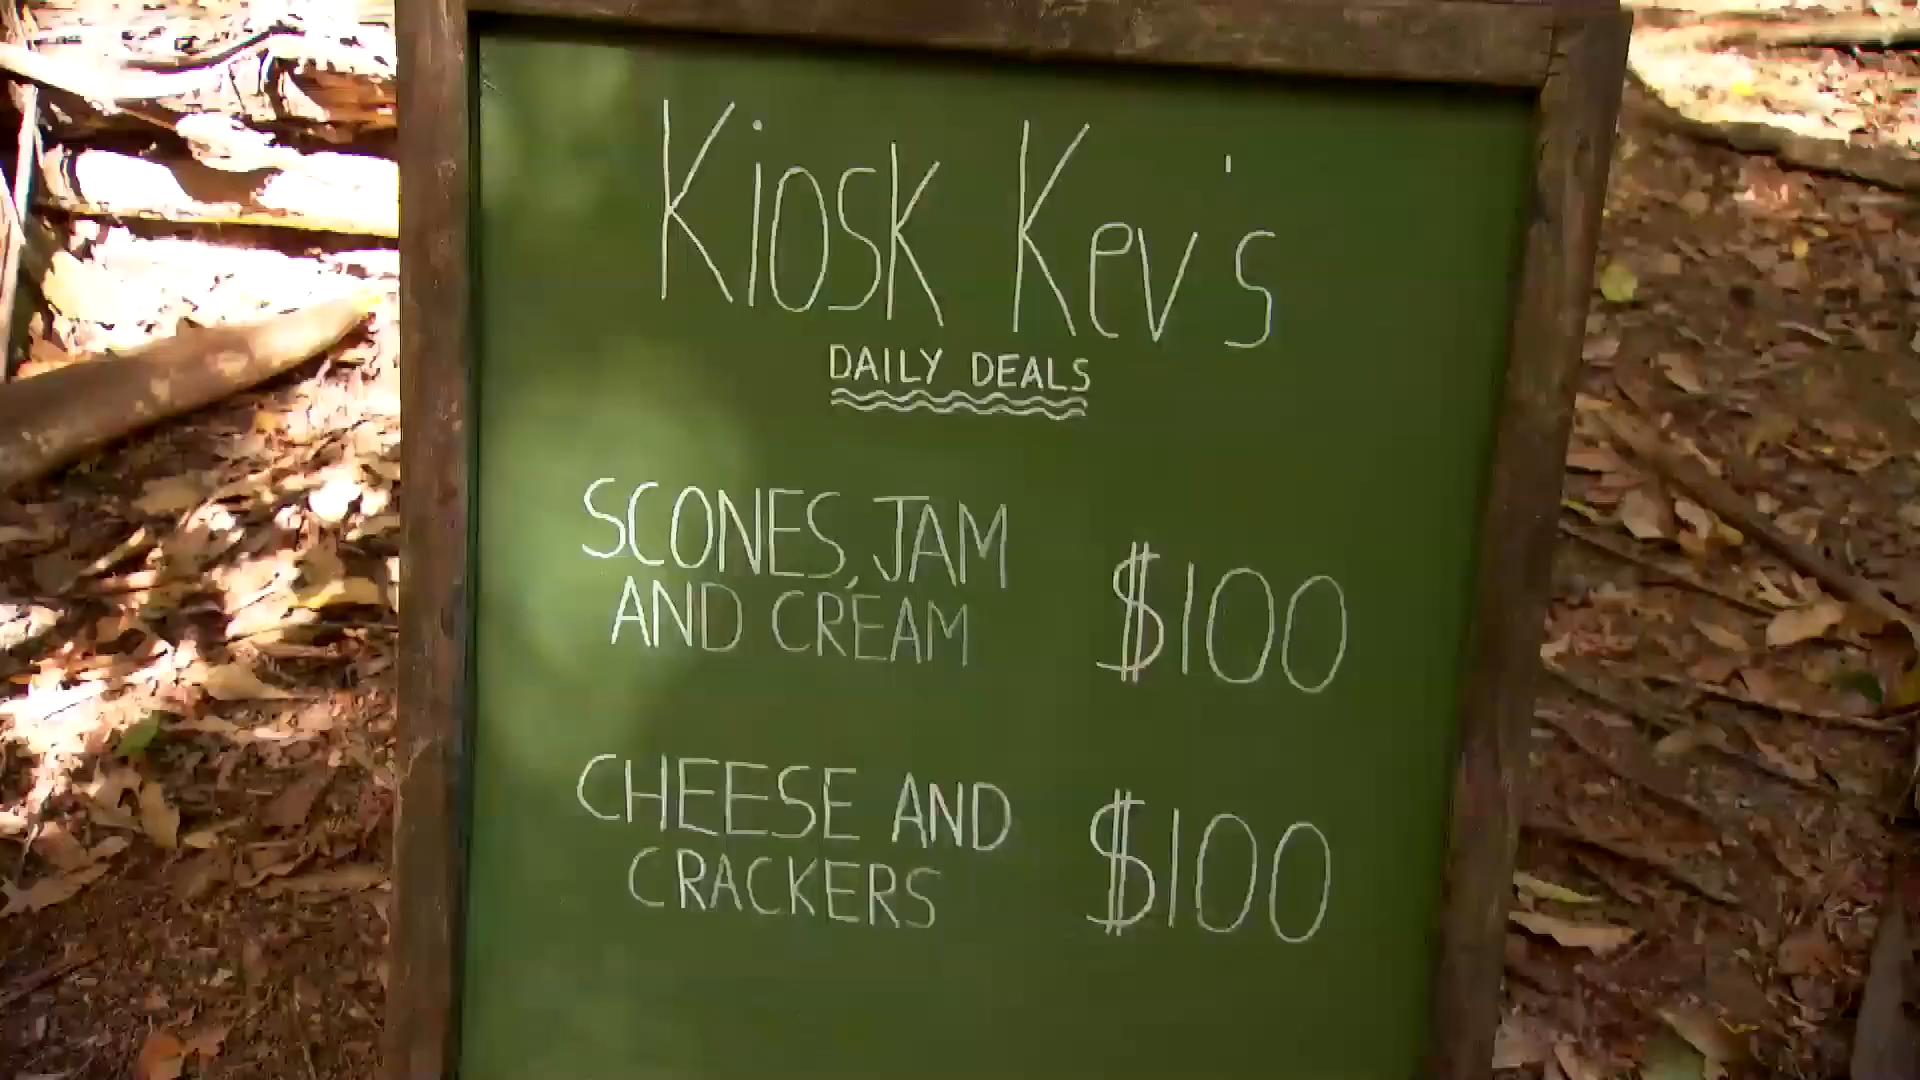 Kiosk Kev's
DAILY DEALS
SCONES, JAM
AND CREAM $100
CHEESE AND
CRACKERS $100